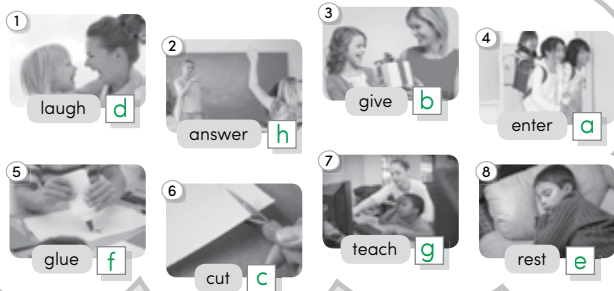 1
laugh d
2
answer h
3
give b
4
enter a
5
glue f
6
cut c
7
teach g
8
rest e